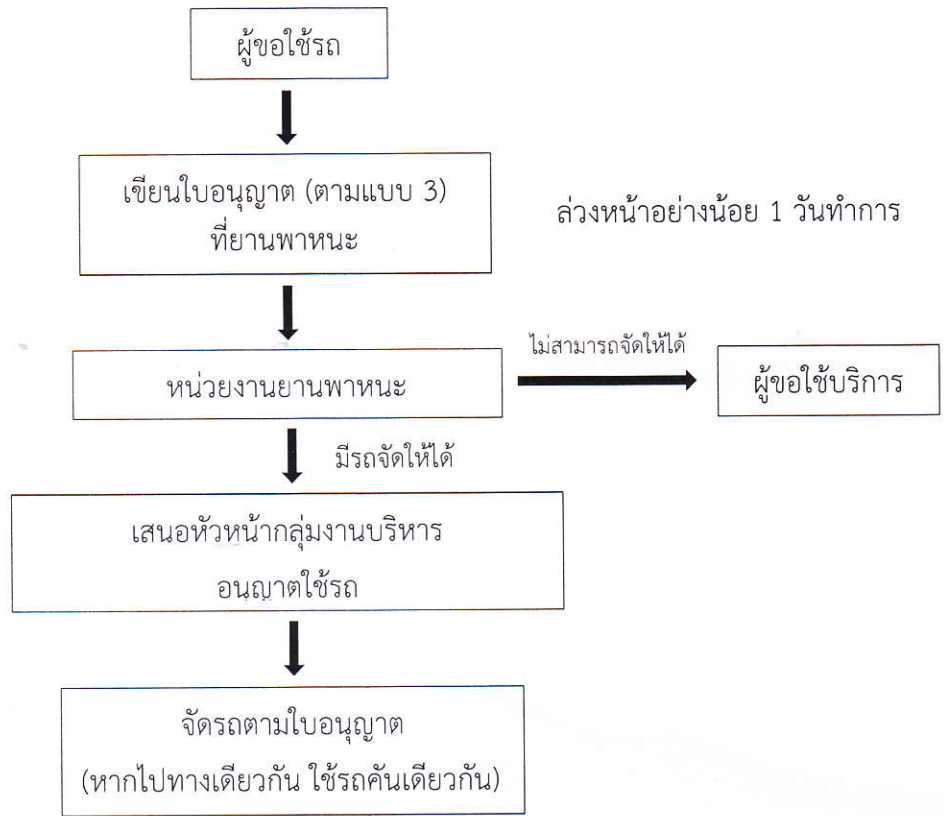 ผู้ขอใช้รถ
เขียนใบอนุญาต (ตามแบบ 3)
ที่ยานพาหนะ
ล่วงหน้าอย่างน้อย 1 วันทำการ
หน่วยงานยานพาหนะ
ไม่สามารถจัดให้ได้
ผู้ขอใช้บริการ
มีรถจัดให้ได้
เสนอหัวหน้ากลุ่มงานบริหาร
อนุญาตใช้รถ
จัดรถตามใบอนุญาต
(หากไปทางเดียวกัน ใช้รถคันเดียวกัน)